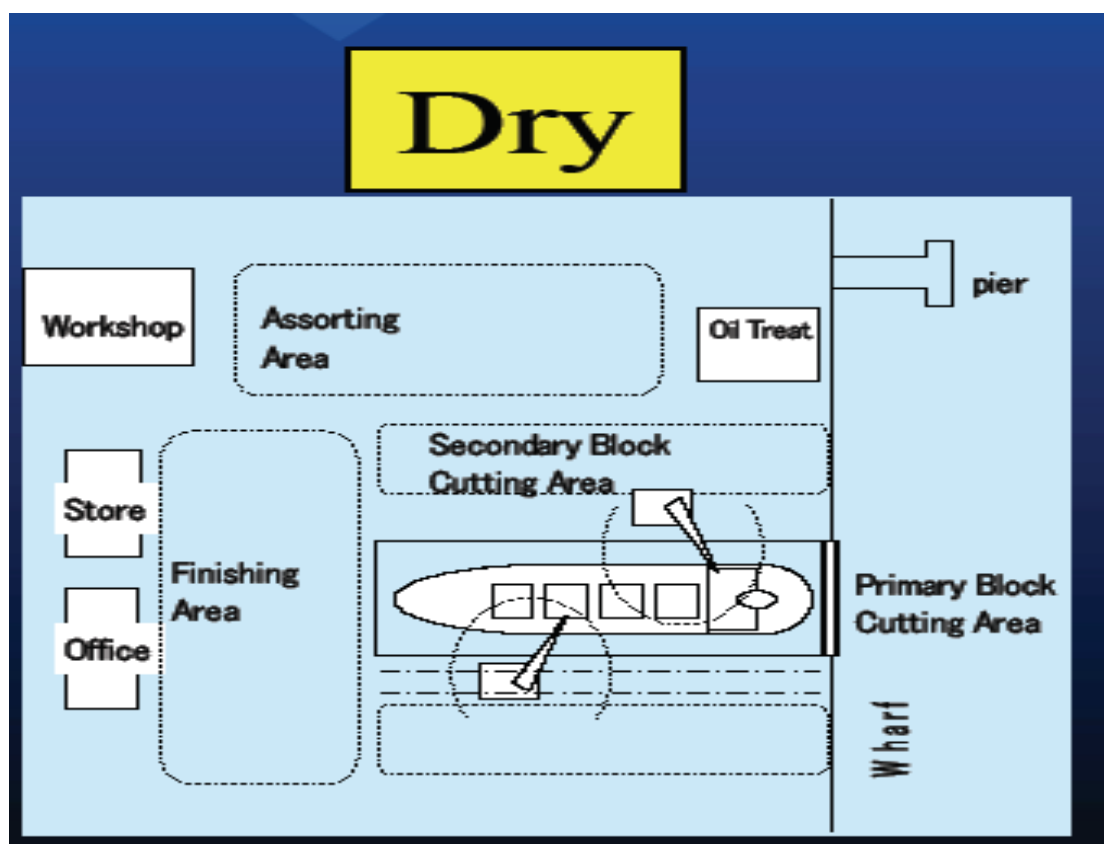 Dry
pier
Workshop
Assorting
Area
Oil Treat
Secondary Block
Cutting Area
Store
Finishing
Area
Primary Block
Cutting Area
Office
Wharf